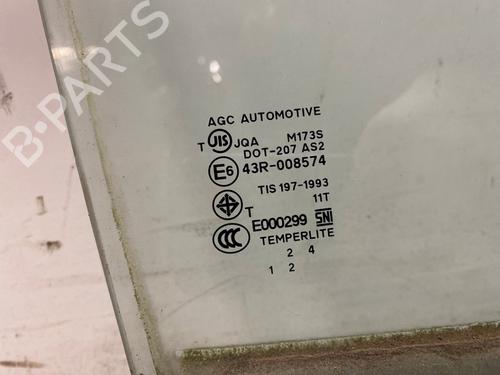 B-PARTS
AGC AUTOMOTIVE
T JIS JQA M173S
DOT-207 AS2
E6 43R-008574
TIS 197-1993
T 11T
E000299 SNI
CCC TEMPERLITE
2 4
1 2